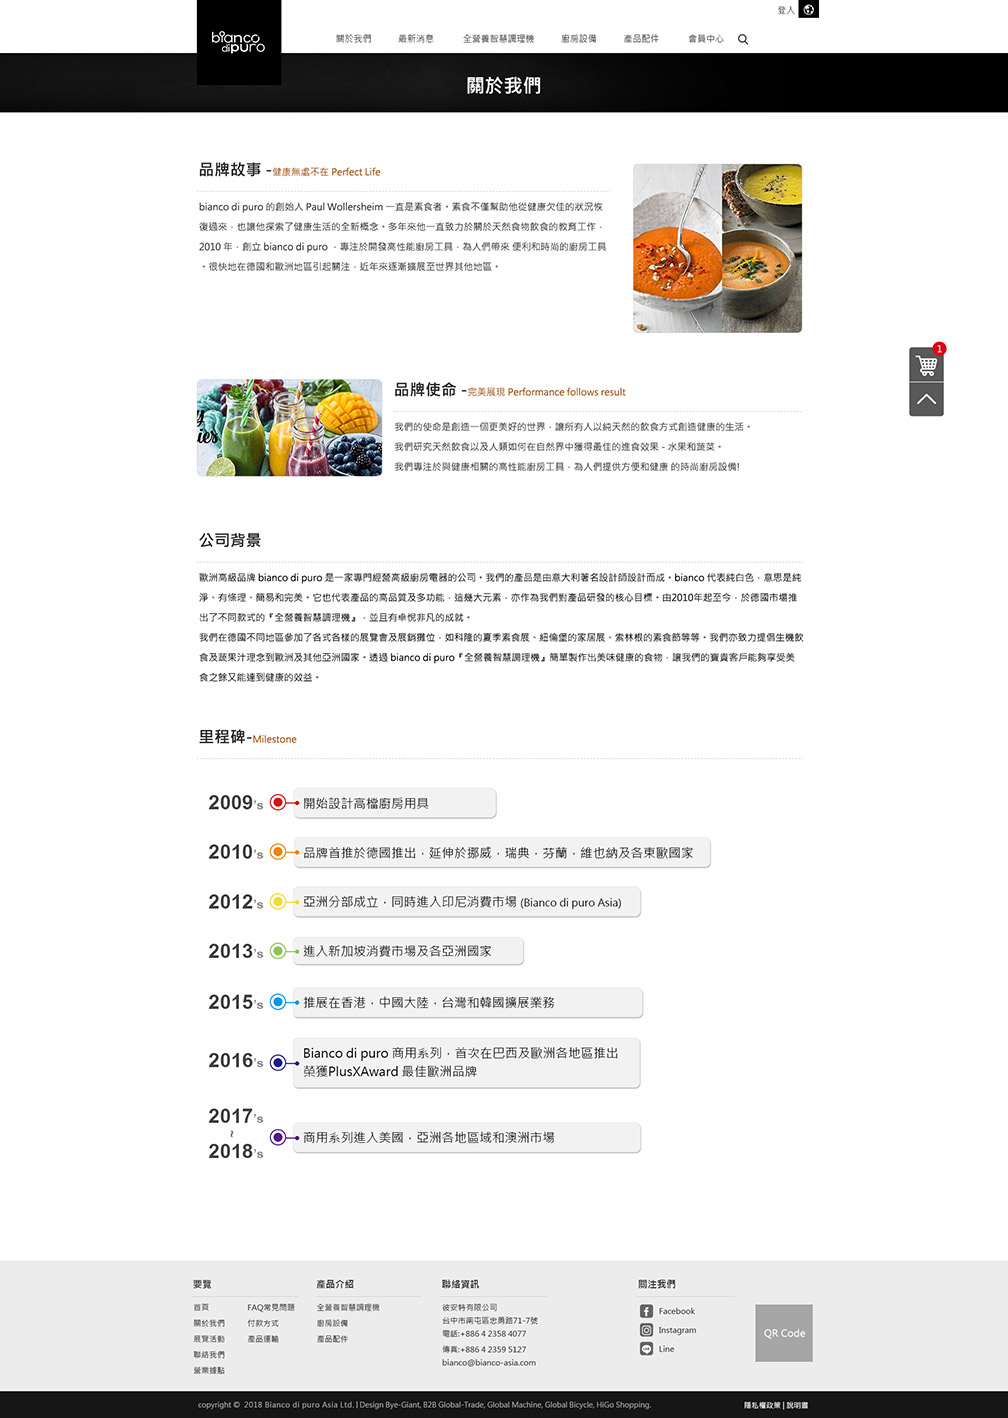 登入
bianco
dipuro
關於我們 最新消息 全營養智慧調理機 廚房設備 產品配件 會員中心
關於我們
品牌故事 -健康無處不在 Perfect Life
bianco di puro 的創始人 Paul Wollersheim 一直是素食者。素食不僅幫助他從健康欠佳的狀況恢
復過來，也讓他探索了健康生活的全新概念。多年來他一直致力於關於天然食物飲食的教育工作，
2010 年，創立 bianco di puro ，專注於開發高性能廚房工具，為人們帶來 便利和時尚的廚房工具
。很快地在德國和歐洲地區引起關注，近年來逐漸擴展至世界其他地區。
1
品牌使命 -完美展現 Performance follows result
我們的使命是創造一個更美好的世界，讓所有人以純天然的飲食方式創造健康的生活。
我們研究天然飲食以及人類如何在自然界中獲得最佳的進食效果 - 水果和蔬菜。
我們專注於與健康相關的高性能廚房工具，為人們提供方便和健康 的時尚廚房設備!
公司背景
歐洲高級品牌 bianco di puro 是一家專門經營高級廚房電器的公司。我們的產品是由意大利著名設計師設計而成。bianco 代表純白色，意思是純
淨、有條理、簡易和完美。它也代表產品的高品質及多功能，這幾大元素，亦作為我們對產品研發的核心目標。由2010年起至今，於德國市場推
出了不同款式的『全營養智慧調理機』，並且有卓悅非凡的成就。
我們在德國不同地區參加了各式各樣的展覽會及展銷攤位，如科隆的夏季素食展、紐倫堡的家居展、索林根的素食節等等。我們亦致力提倡生機飲
食及蔬果汁理念到歐洲及其他亞洲國家。透過 bianco di puro『全營養智慧調理機』簡單製作出美味健康的食物，讓我們的寶貴客戶能夠享受美
食之餘又能達到健康的效益。
里程碑-Milestone
2009's 開始設計高檔廚房用具
2010's 品牌首推於德國推出，延伸於挪威，瑞典，芬蘭，維也納及各東歐國家
2012's 亞洲分部成立，同時進入印尼消費市場 (Bianco di puro Asia)
2013's 進入新加坡消費市場及各亞洲國家
2015's 推展在香港，中國大陸，台灣和韓國擴展業務
2016's Bianco di puro 商用系列，首次在巴西及歐洲各地區推出
榮獲PlusXAward 最佳歐洲品牌
2017's
~
2018's
商用系列進入美國，亞洲各地區域和澳洲市場
要覽
首頁 FAQ常見問題
關於我們 付款方式
展覽活動 產品運輸
聯絡我們
營業據點
產品介紹
全營養智慧調理機
廚房設備
產品配件
聯絡資訊
彼安特有限公司
台中市南屯區忠勇路71-7號
電話:+886 4 2358 4077
傳真:+886 4 2359 5127
bianco@bianco-asia.com
關注我們
Facebook
Instagram
Line
QR Code
copyright © 2018 Bianco di puro Asia Ltd. | Design Bye-Giant, B2B Global-Trade, Global Machine, Global Bicycle, HiGo Shopping.
隱私權政策 | 說明書